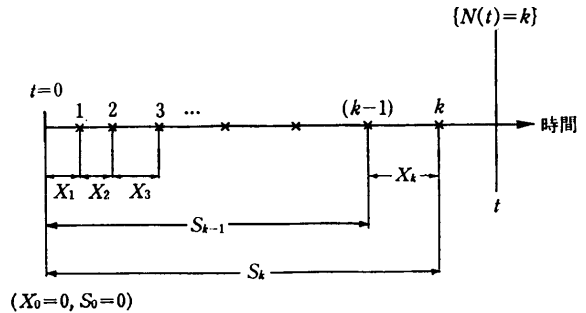 {N(t)=k}
t=0
1 2 3 ... (k-1) k
時間
X₁ X₂ X₃ Xₖ
t
Sₖ₋₁
Sₖ
(X₀=0, S₀=0)